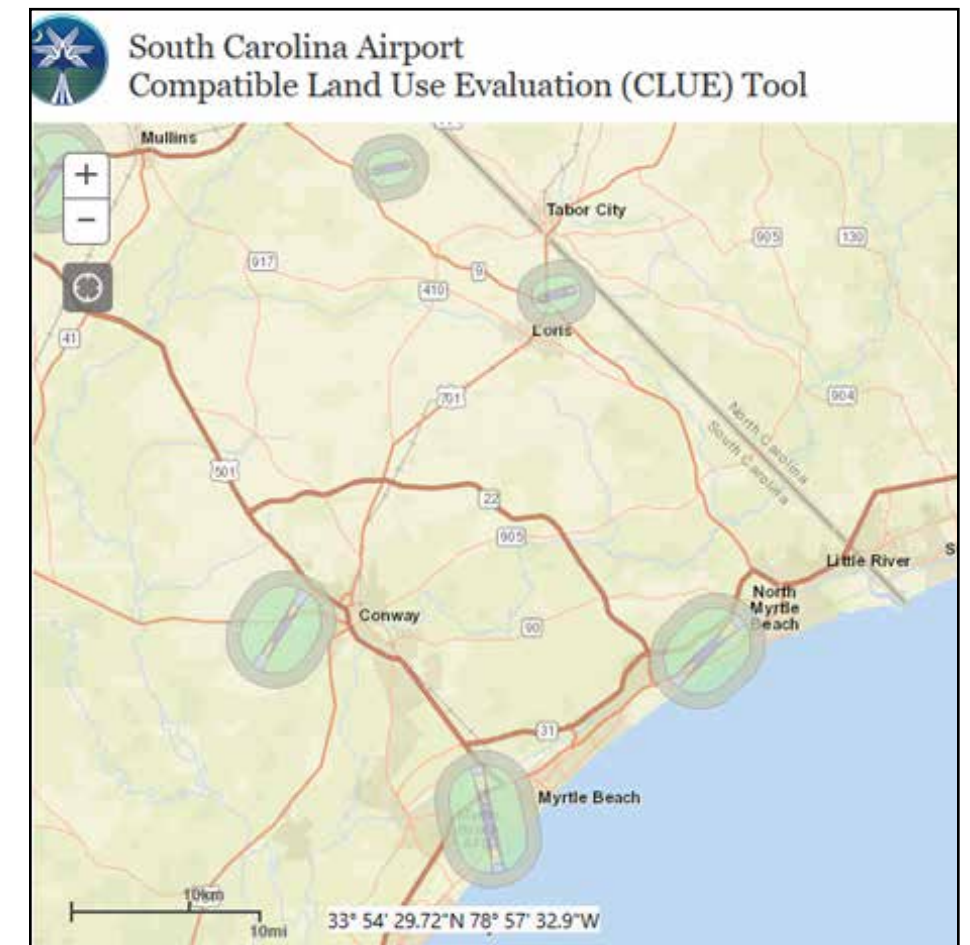 South Carolina Airport
Compatible Land Use Evaluation (CLUE) Tool
Mullins
+
−
Tabor City
905
130
917
9
410
Loris
41
701
904
North Carolina
South Carolina
501
22
905
Little River
S
North
Myrtle
Beach
Conway
90
31
Myrtle Beach
10km
10mi
33° 54' 29.72"N 78° 57' 32.9"W